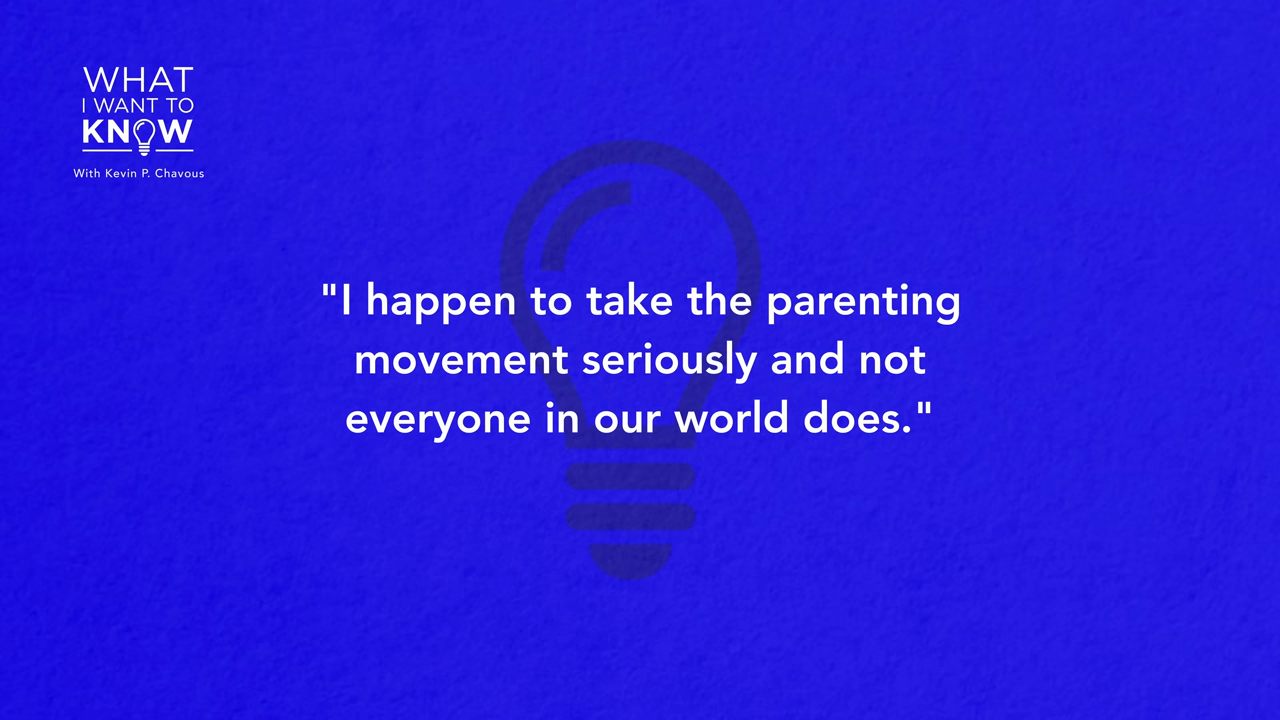 WHAT
I WANT TO
KNOW
With Kevin P. Chavous
"I happen to take the parenting
movement seriously and not
everyone in our world does."